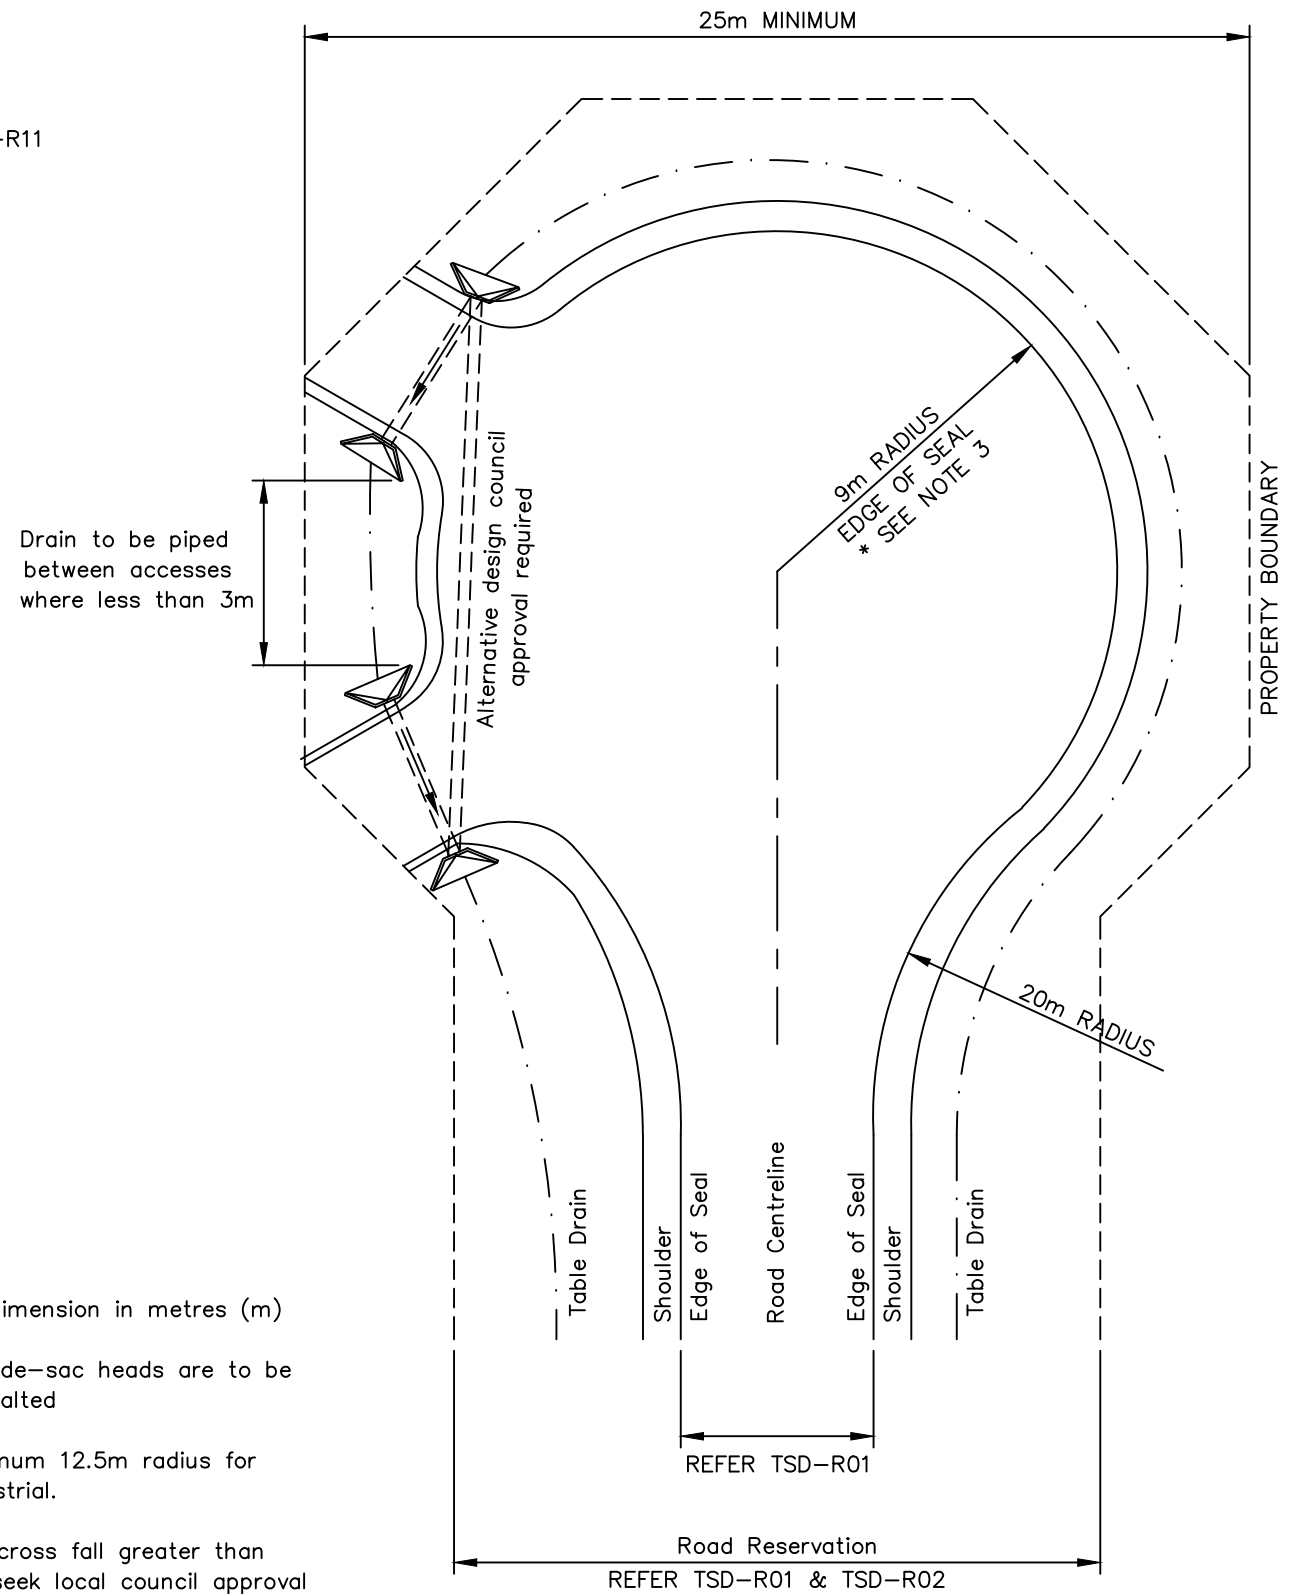 25m MINIMUM
-R11
9m RADIUS
EDGE OF SEAL
* SEE NOTE 3
PROPERTY BOUNDARY
Alternative design council
approval required
Drain to be piped
between accesses
where less than 3m
20m RADIUS
Table Drain
Shoulder
Edge of Seal
Road Centreline
Edge of Seal
Shoulder
Table Drain
imension in metres (m)
de-sac heads are to be
alted
num 12.5m radius for
strial.
cross fall greater than
seek local council approval
REFER TSD-R01
Road Reservation
REFER TSD-R01 & TSD-R02